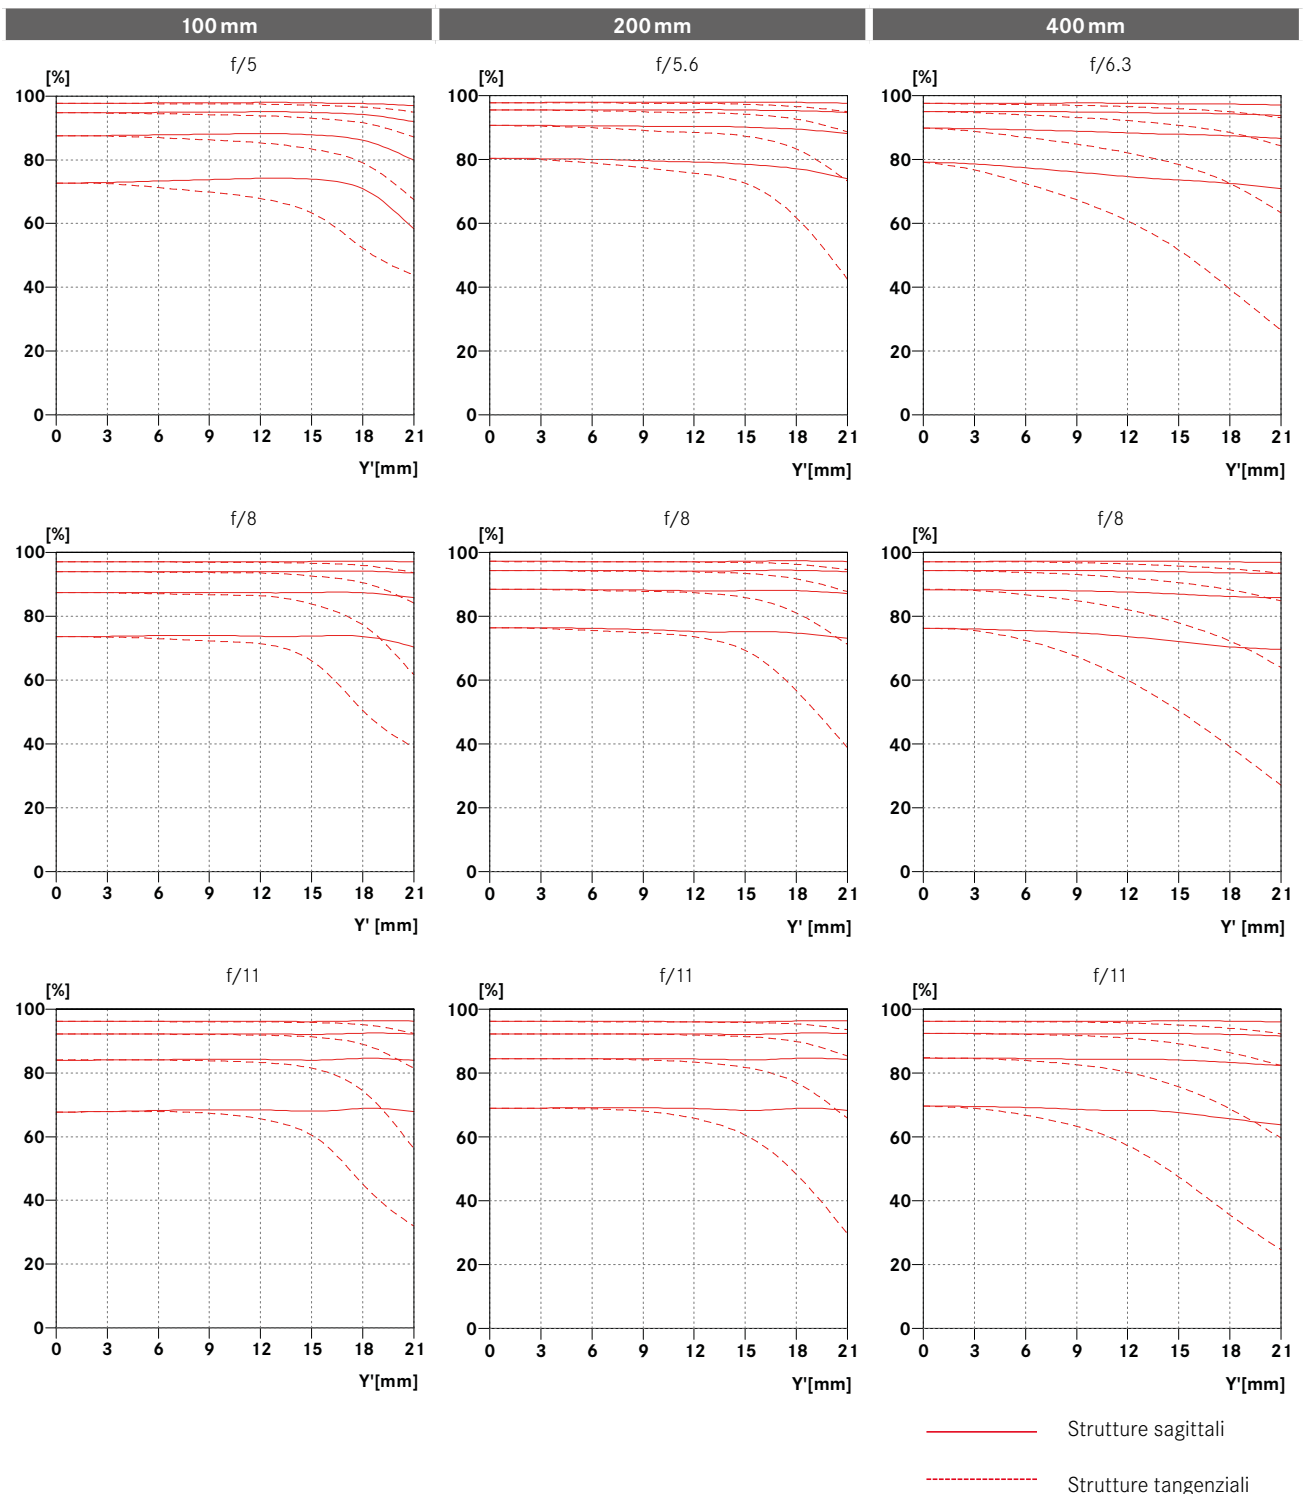 100 mm 200 mm 400 mm
f/5 f/5.6 f/6.3
[%] [%] [%]
100 100 100
80 80 80
60 60 60
40 40 40
20 20 20
0 0 0
0 3 6 9 12 15 18 21 0 3 6 9 12 15 18 21 0 3 6 9 12 15 18 21
Y'[mm] Y'[mm] Y'[mm]
f/8 f/8 f/8
[%] [%] [%]
100 100 100
80 80 80
60 60 60
40 40 40
20 20 20
0 0 0
0 3 6 9 12 15 18 21 0 3 6 9 12 15 18 21 0 3 6 9 12 15 18 21
Y' [mm] Y' [mm] Y' [mm]
f/11 f/11 f/11
[%] [%] [%]
100 100 100
80 80 80
60 60 60
40 40 40
20 20 20
0 0 0
0 3 6 9 12 15 18 21 0 3 6 9 12 15 18 21 0 3 6 9 12 15 18 21
Y'[mm] Y'[mm] Y'[mm]
Strutture sagittali
Strutture tangenziali